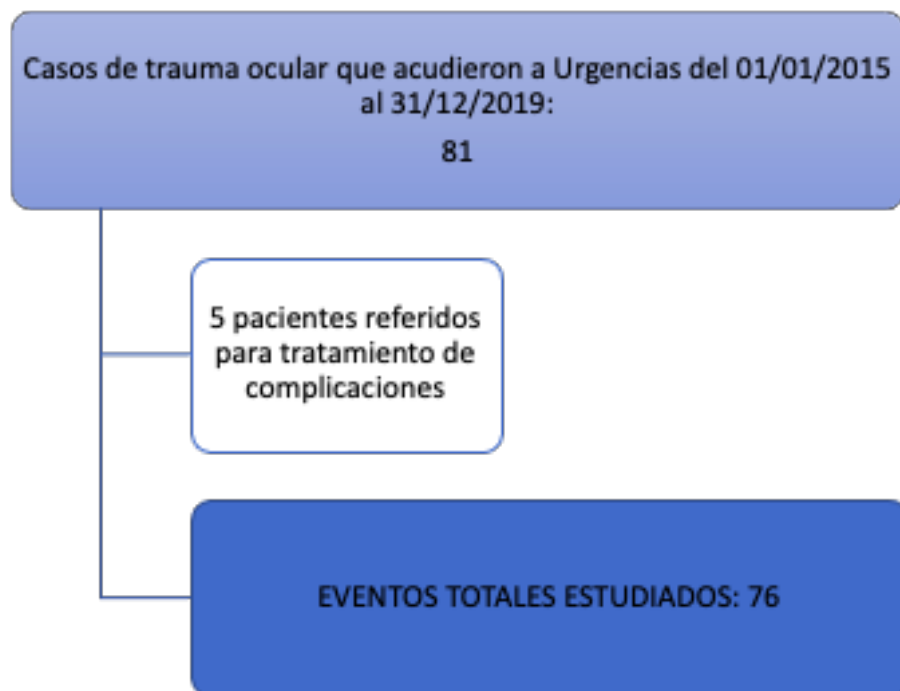 Casos de trauma ocular que acudieron a Urgencias del 01/01/2015
al 31/12/2019:
81
5 pacientes referidos
para tratamiento de
complicaciones
EVENTOS TOTALES ESTUDIADOS: 76